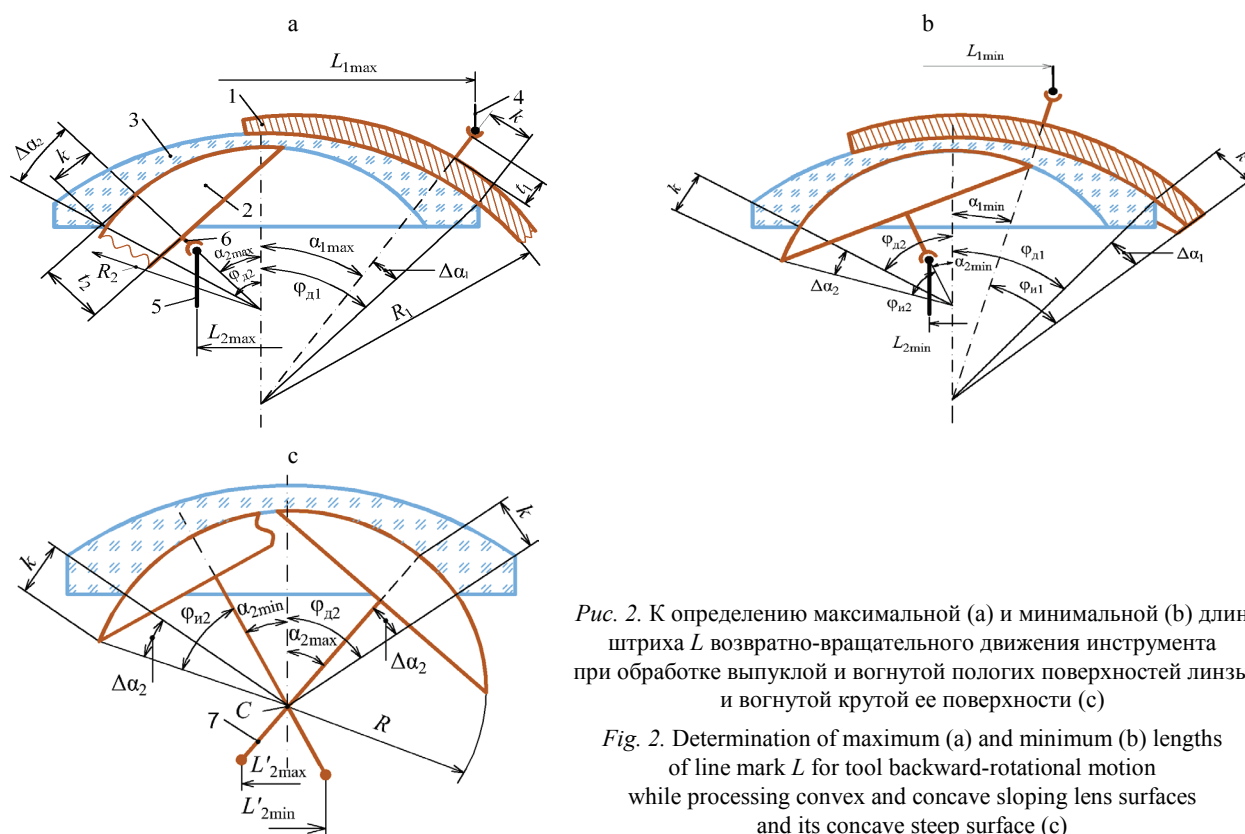 a
L1max
1
4
3
k
Δα2
k
t1
2
6
α2max
α1max
φд2
Δα1
R2
φд1
t2
5
R1
L2max
b
L1min
k
k
α1min
φд2
φд1
α2min
Δα1
Δα2
φи2
φи1
L2min
c
k
k
φи2
α2min
φд2
α2max
Δα2
Δα2
C
R
7
L'2max
L'2min
Рис. 2. К определению максимальной (а) и минимальной (b) длин
штриха L возвратно-вращательного движения инструмента
при обработке выпуклой и вогнутой пологих поверхностей линзы
и вогнутой крутой ее поверхности (c)
Fig. 2. Determination of maximum (a) and minimum (b) lengths
of line mark L for tool backward-rotational motion
while processing convex and concave sloping lens surfaces
and its concave steep surface (c)